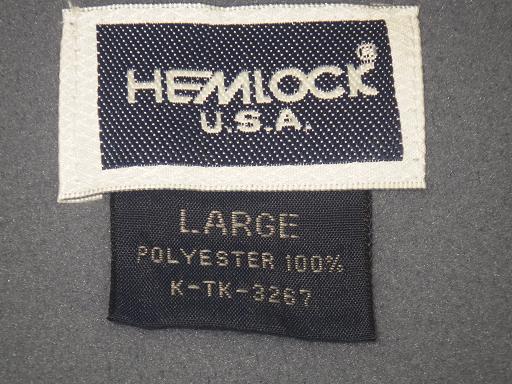 HEMLOCK
U.S.A.
LARGE
POLYESTER 100%
K-TK-3267